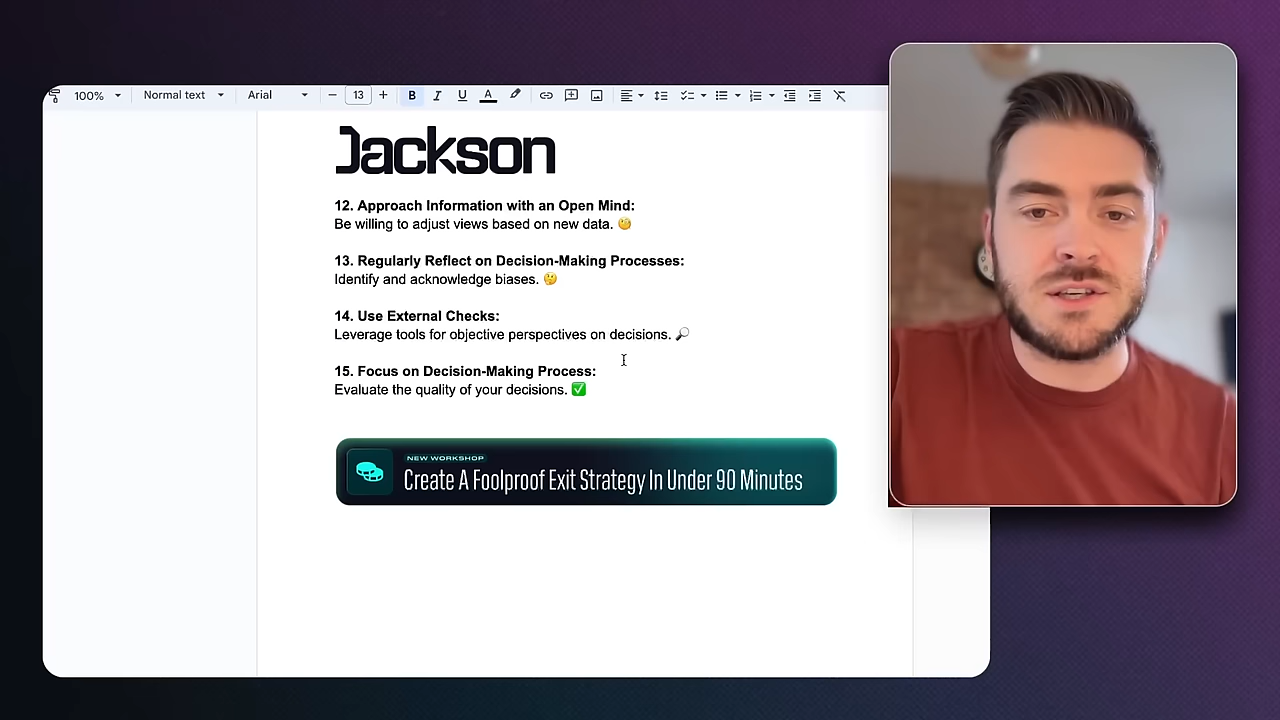 100% Normal text Arial 13 B I U A
Jackson
12. Approach Information with an Open Mind:
Be willing to adjust views based on new data. 🧐
13. Regularly Reflect on Decision-Making Processes:
Identify and acknowledge biases. 🤔
14. Use External Checks:
Leverage tools for objective perspectives on decisions. 🔎
15. Focus on Decision-Making Process:
Evaluate the quality of your decisions. ✅
NEW WORKSHOP
Create A Foolproof Exit Strategy In Under 90 Minutes